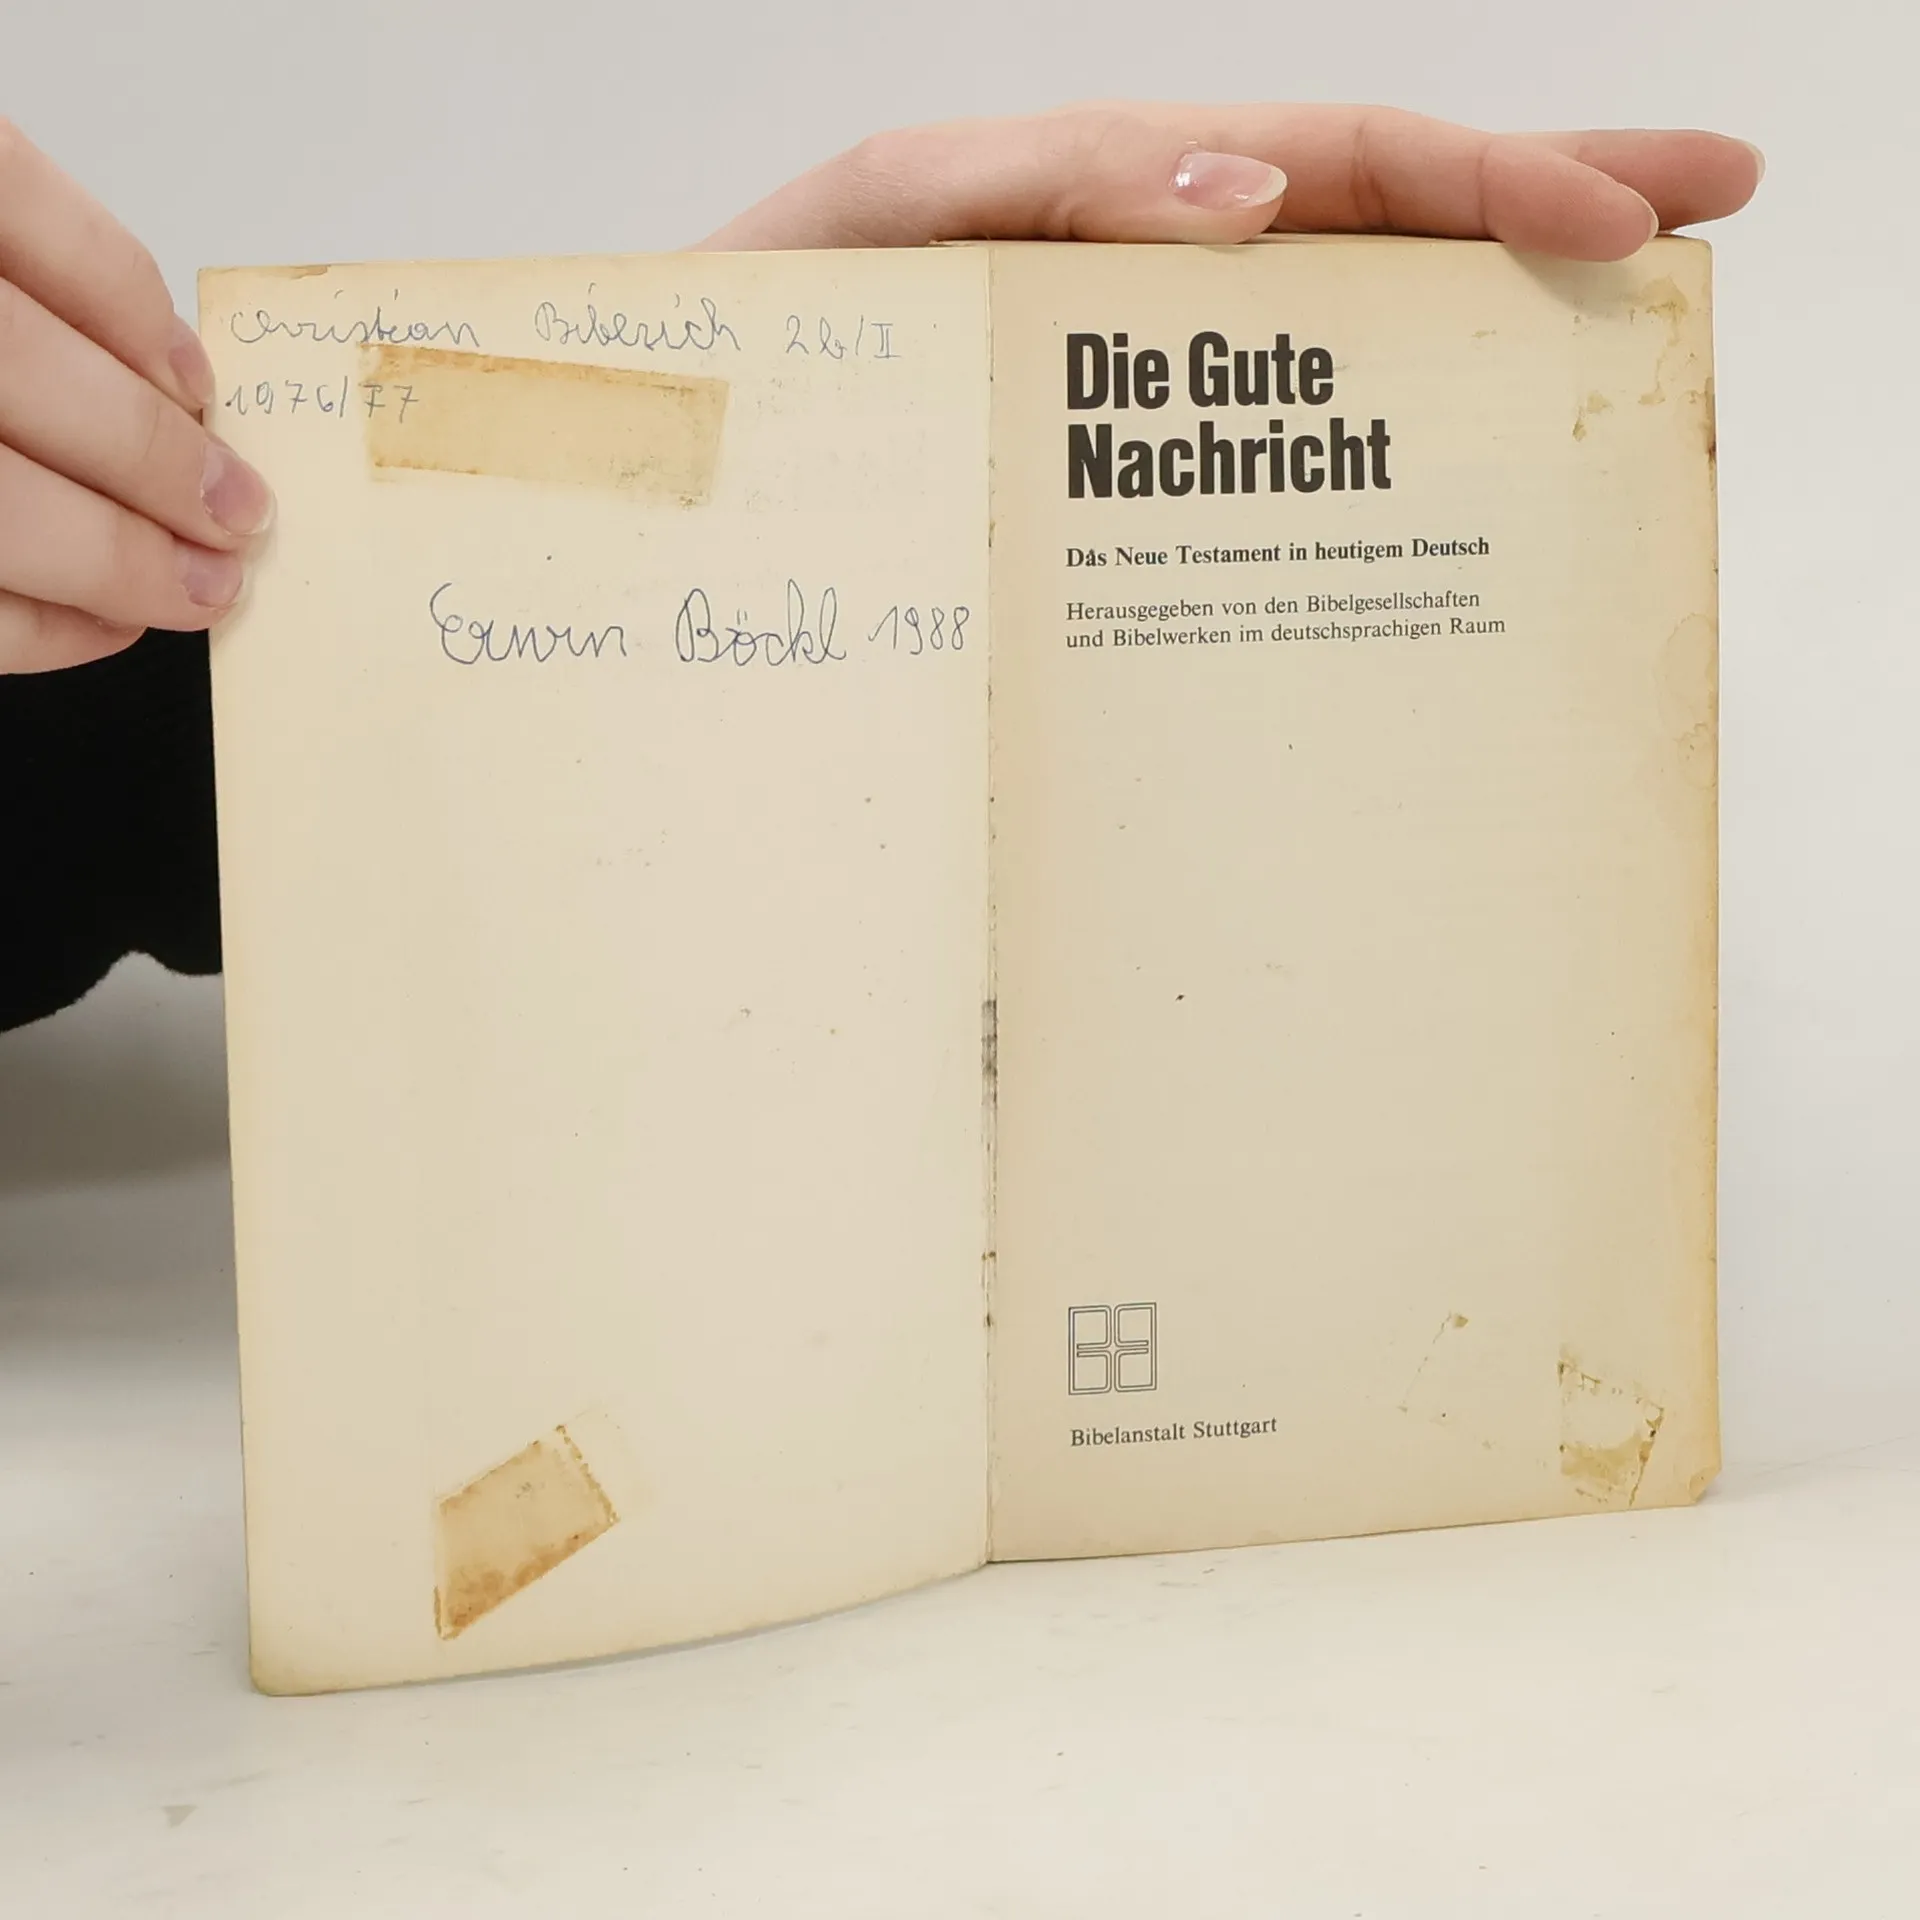 Christian Biberich 2b/II
1976/77
Erwin Böckl 1988
Die Gute
Nachricht
Das Neue Testament in heutigem Deutsch
Herausgegeben von den Bibelgesellschaften
und Bibelwerken im deutschsprachigen Raum
Bibelanstalt Stuttgart